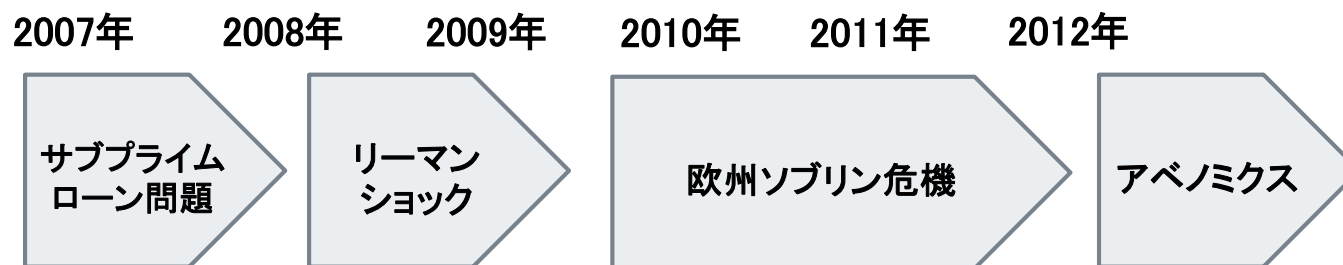 2007年 2008年 2009年 2010年 2011年 2012年
サブプライム
ローン問題
リーマン
ショック
欧州ソブリン危機
アベノミクス